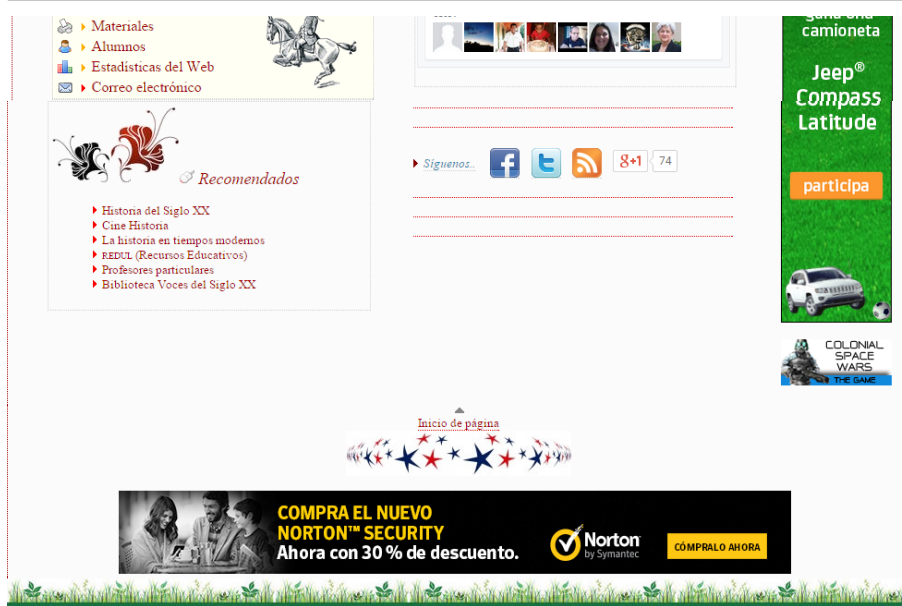 Materiales
Alumnos
Estadísticas del Web
Correo electrónico
Recomendados
Historia del Siglo XX
Cine Historia
La historia en tiempos modernos
REDUL (Recursos Educativos)
Profesores particulares
Biblioteca Voces del Siglo XX
Síguenos..
f
t
g+1
74
gana una
camioneta
Jeep®
Compass
Latitude
participa
COLONIAL
SPACE
WARS
THE GAME
Inicio de página
COMPRA EL NUEVO
NORTON™ SECURITY
Ahora con 30 % de descuento.
Norton
by Symantec
CÓMPRALO AHORA